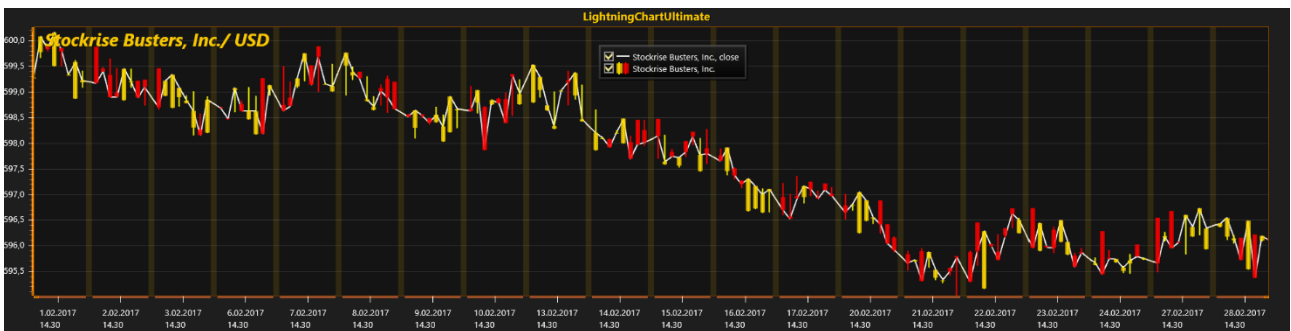 LightningChartUltimate
Stockrise Busters, Inc./ USD
Stockrise Busters, Inc., close
Stockrise Busters, Inc.
600,0
599,5
599,0
598,5
598,0
597,5
597,0
596,5
596,0
595,5
1.02.2017 2.02.2017 3.02.2017 6.02.2017 7.02.2017 8.02.2017 9.02.2017 10.02.2017 13.02.2017 14.02.2017 15.02.2017 16.02.2017 17.02.2017 20.02.2017 21.02.2017 22.02.2017 23.02.2017 24.02.2017 27.02.2017 28.02.2017
14.30 14.30 14.30 14.30 14.30 14.30 14.30 14.30 14.30 14.30 14.30 14.30 14.30 14.30 14.30 14.30 14.30 14.30 14.30 14.30